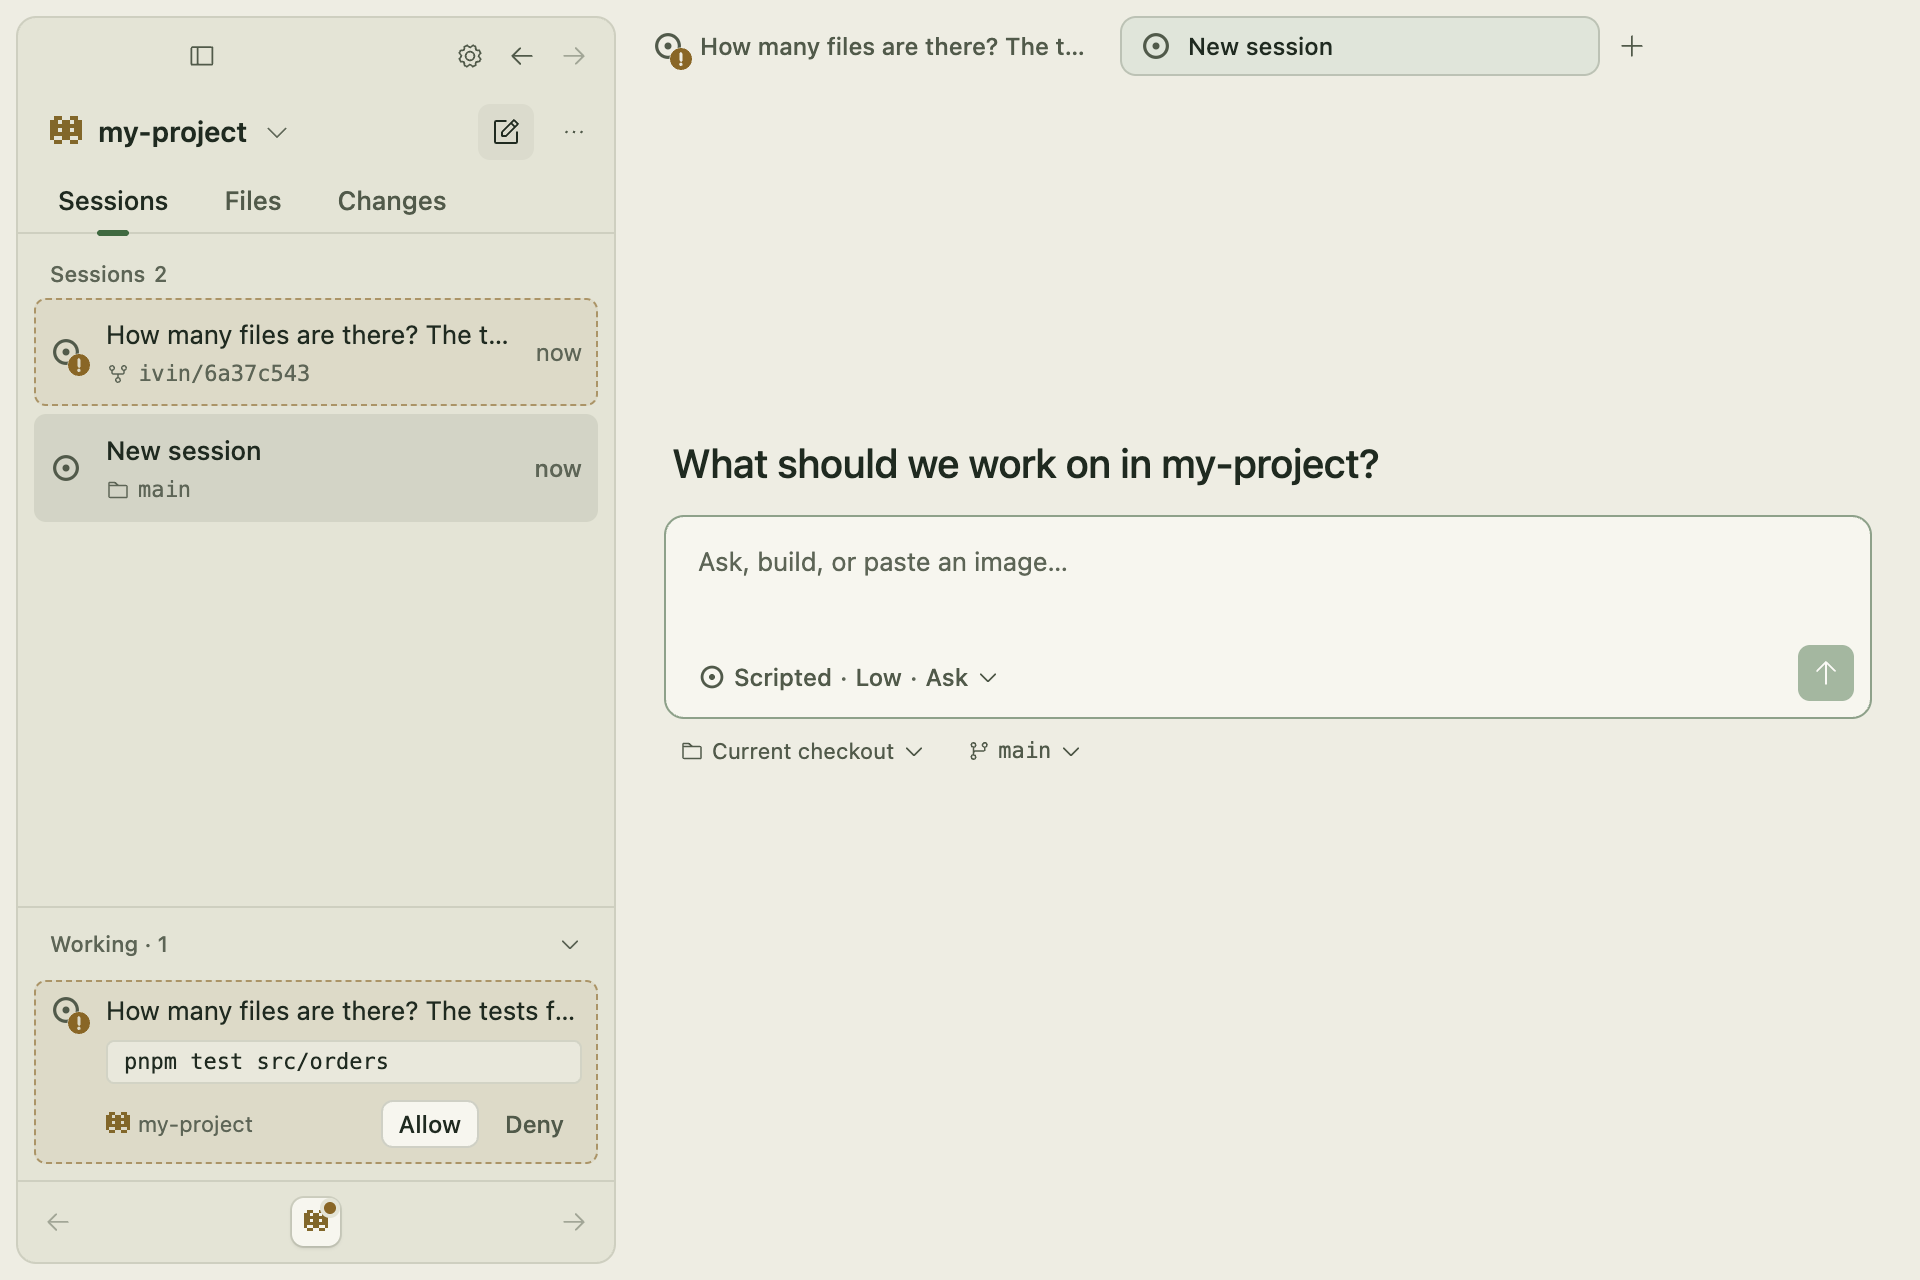 How many files are there? The t...
New session
my-project
Sessions
Files
Changes
Sessions 2
How many files are there? The t...
now
ivin/6a37c543
New session
now
main
What should we work on in my-project?
Ask, build, or paste an image...
Scripted · Low · Ask
Current checkout
main
Working · 1
How many files are there? The tests f...
pnpm test src/orders
my-project
Allow
Deny